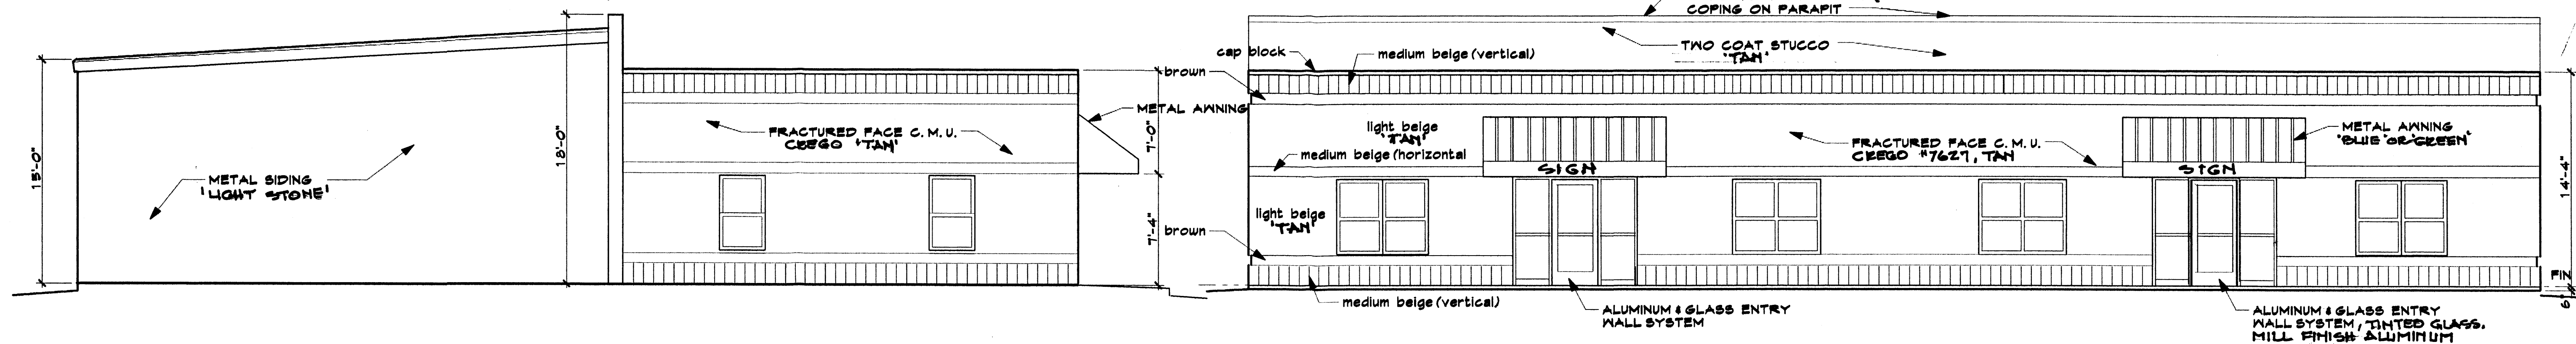 15'-0"
METAL SIDING
'LIGHT STONE'
18'-0"
FRACTURED FACE C. M. U.
CREGO 'TAN'
METAL AWNING
7'-0"
7'-4"
COPING ON PARAPIT
TWO COAT STUCCO
'TAN'
cap block
medium beige (vertical)
brown
light beige
'TAN'
medium beige (horizontal
SIGN
FRACTURED FACE C. M. U.
CREGO #7627, TAN
METAL AWNING
'BLUE' OR 'GREEN'
SIGN
14'-4"
light beige
'TAN'
brown
medium beige (vertical)
ALUMINUM & GLASS ENTRY
WALL SYSTEM
ALUMINUM & GLASS ENTRY
WALL SYSTEM, TINTED GLASS.
MILL FINISH ALUMINUM
FIN
6"